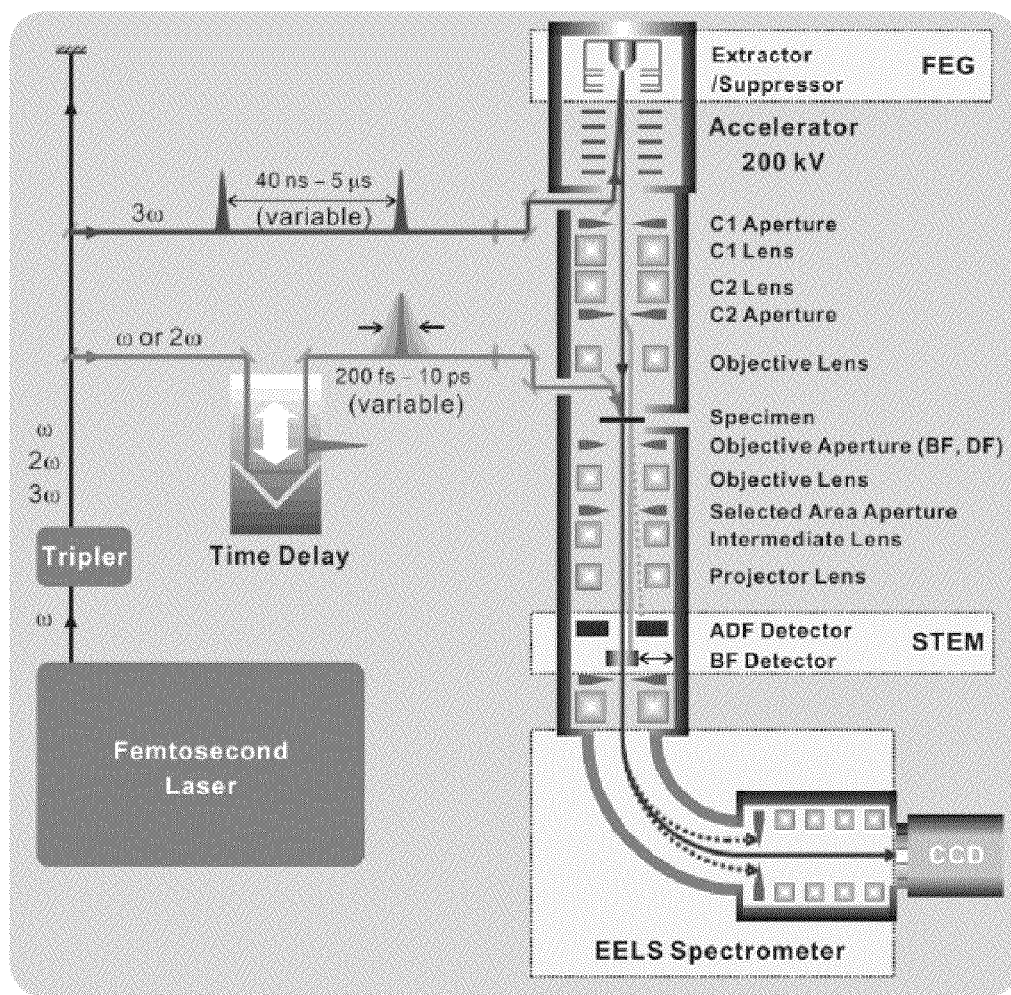 Extractor
/Suppressor
FEG
Accelerator
200 kV
40 ns – 5 μs
(variable)
3ω
C1 Aperture
C1 Lens
C2 Lens
C2 Aperture
ω or 2ω
200 fs – 10 ps
(variable)
Objective Lens
Specimen
Objective Aperture (BF, DF)
Objective Lens
Selected Area Aperture
Intermediate Lens
Projector Lens
ω
2ω
3ω
Tripler
Time Delay
ω
ADF Detector
BF Detector
STEM
Femtosecond
Laser
CCD
EELS Spectrometer